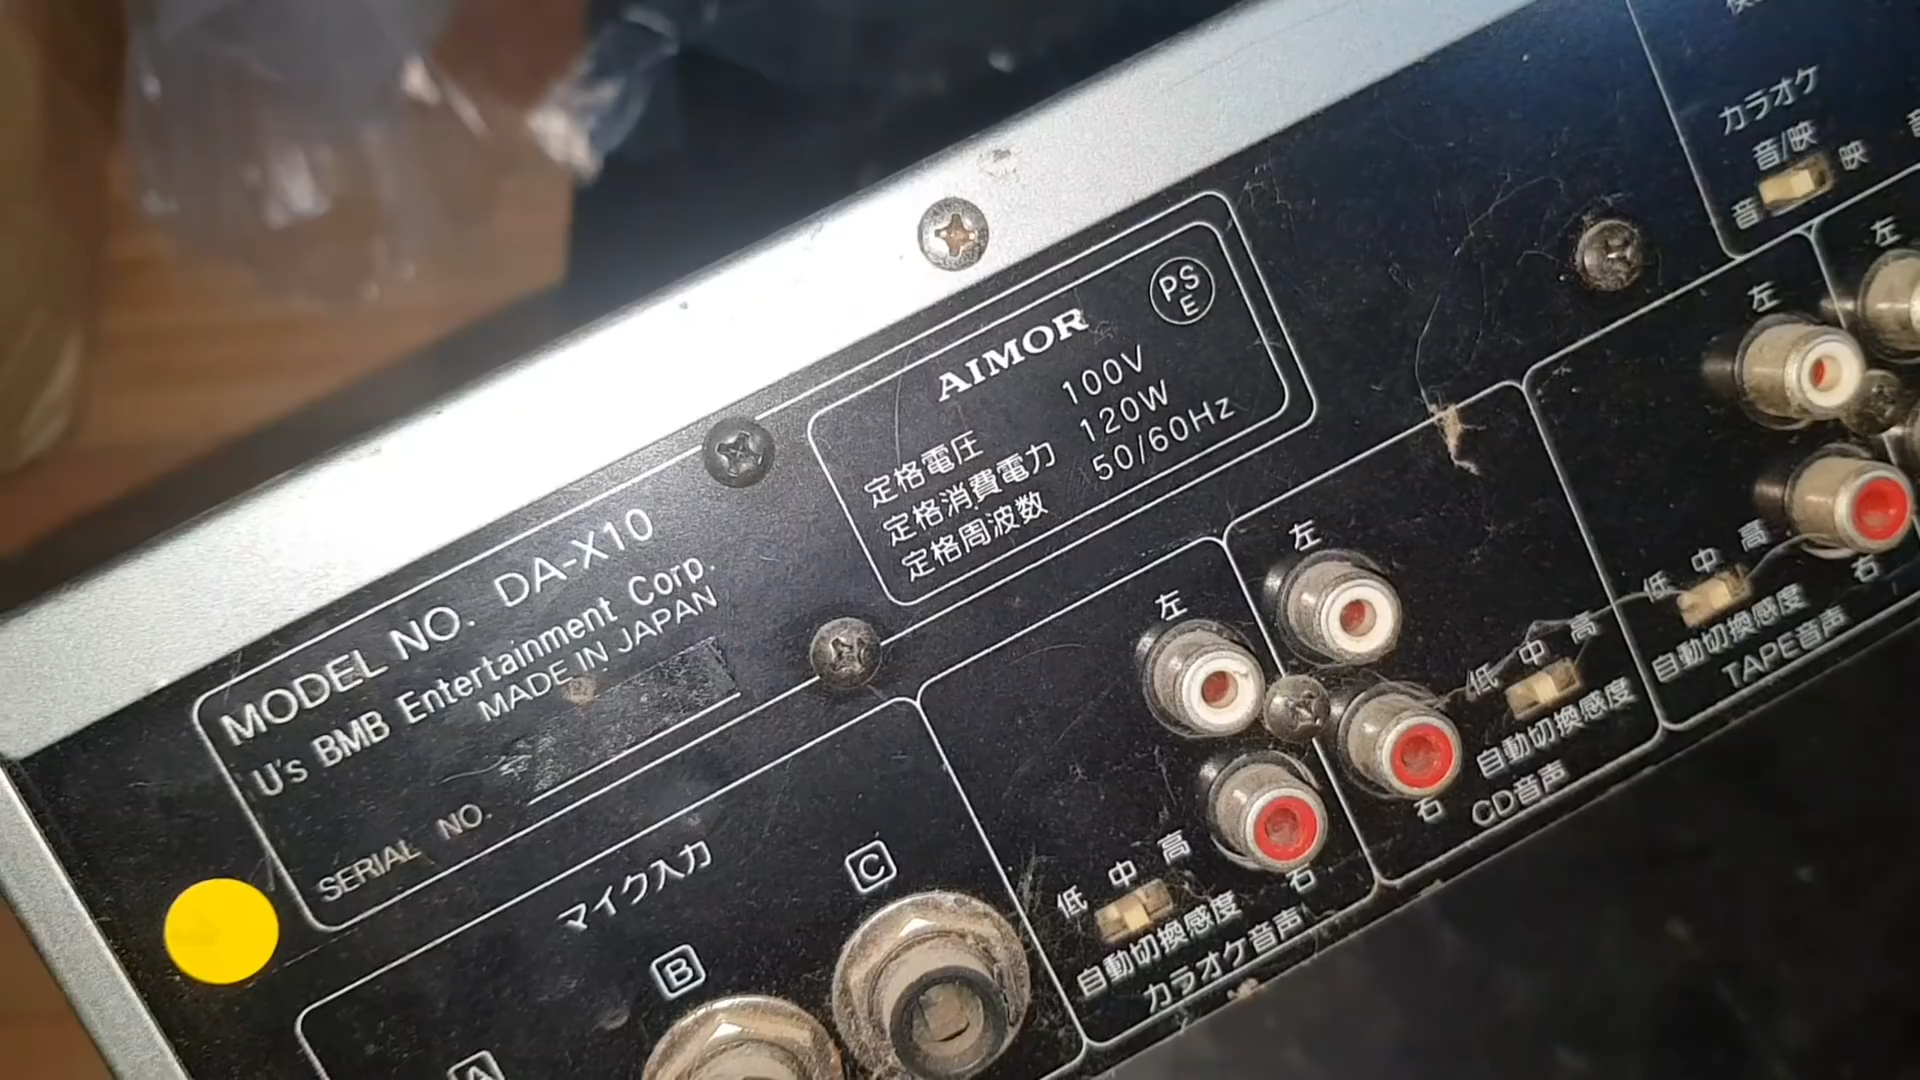 MODEL NO. DA-X10
U's BMB Entertainment Corp.
MADE IN JAPAN
SERIAL NO.
AIMOR
PS
E
定格電圧 100V
定格消費電力 120W
定格周波数 50/60Hz
マイク入力
A
B
C
左
右
低 中 高
自動切換感度
カラオケ音声
左
右
低 中 高
自動切換感度
CD音声
左
右
低 中 高
自動切換感度
TAPE音声
カラオケ
音/映
音 映
左